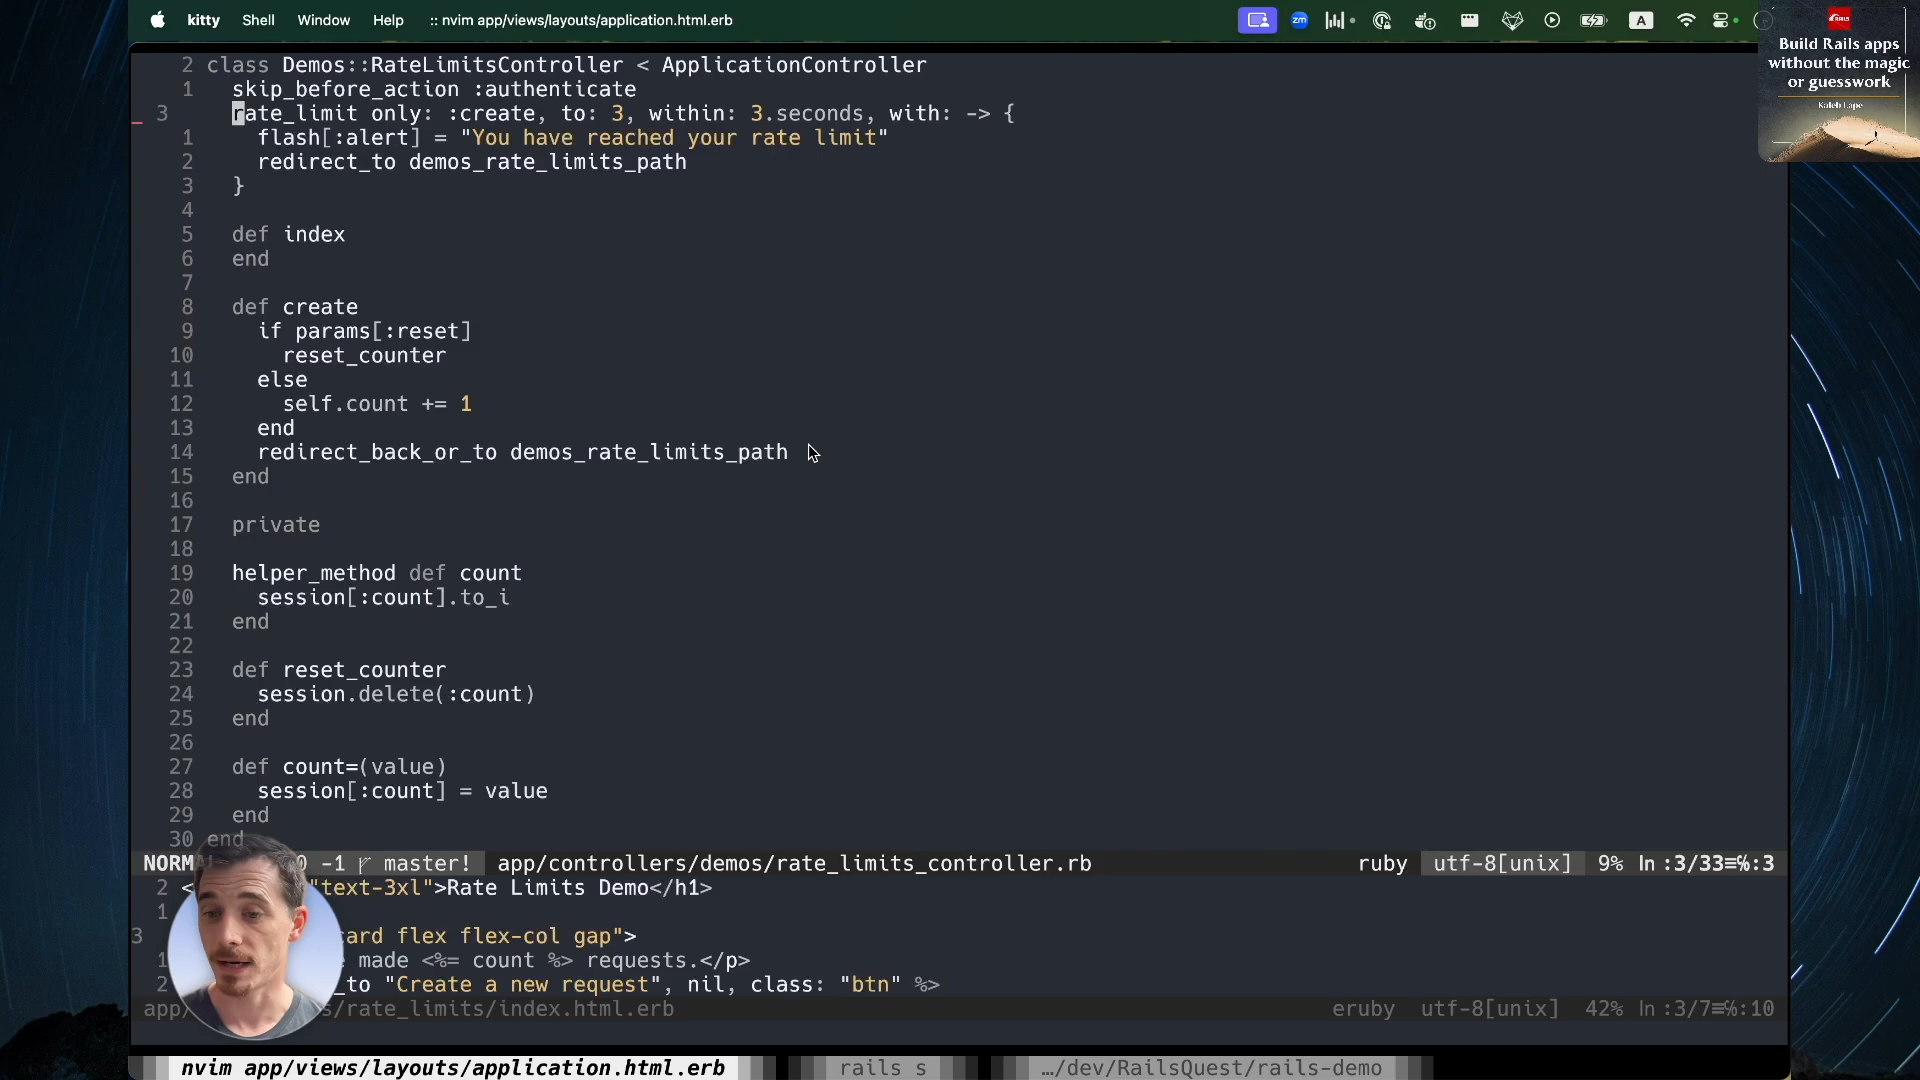 kitty Shell Window Help :: nvim app/views/layouts/application.html.erb
zm
A
RAILS
Build Rails apps
without the magic
or guesswork
Kaleb Lape
2 class Demos::RateLimitsController < ApplicationController
1 skip_before_action :authenticate
3 rate_limit only: :create, to: 3, within: 3.seconds, with: -> {
1 flash[:alert] = "You have reached your rate limit"
2 redirect_to demos_rate_limits_path
3 }
4
5 def index
6 end
7
8 def create
9 if params[:reset]
10 reset_counter
11 else
12 self.count += 1
13 end
14 redirect_back_or_to demos_rate_limits_path
15 end
16
17 private
18
19 helper_method def count
20 session[:count].to_i
21 end
22
23 def reset_counter
24 session.delete(:count)
25 end
26
27 def count=(value)
28 session[:count] = value
29 end
30 end
-1 master! app/controllers/demos/rate_limits_controller.rb ruby utf-8[unix] 9% ln :3/33≡℅:3
2 < "text-3xl">Rate Limits Demo</h1>
1
3 card flex flex-col gap">
1 made <%= count %> requests.</p>
2 _to "Create a new request", nil, class: "btn" %>
app/ s/rate_limits/index.html.erb eruby utf-8[unix] 42% ln :3/7≡℅:10
nvim app/views/layouts/application.html.erb rails s …/dev/RailsQuest/rails-demo